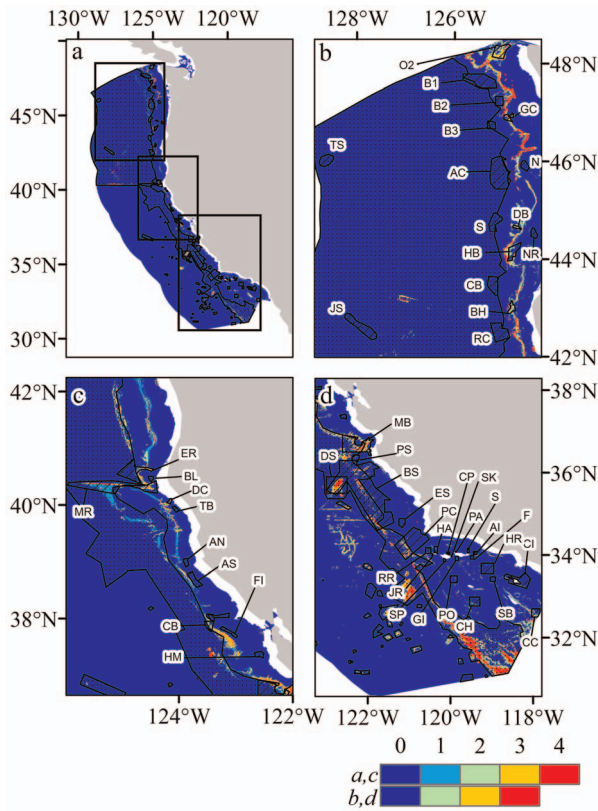 130°W 125°W 120°W
128°W 126°W
a
45°N
40°N
35°N
30°N
b
O2
48°N
B1
B2
GC
B3
TS
N
46°N
AC
DB
S
HB
NR
44°N
CB
JS
BH
RC
42°N
42°N
c
ER
BL
DC
40°N
MR
TB
AN
AS
FI
38°N
CB
HM
124°W 122°W
d
38°N
MB
DS
PS
BS
CP
SK
36°N
ES
S
PC
PA
F
HA
AI
HR
CI
34°N
RR
JR
SP
GI
PO
CH
SB
CC
32°N
122°W 120°W 118°W
0 1 2 3 4
a,c
b,d